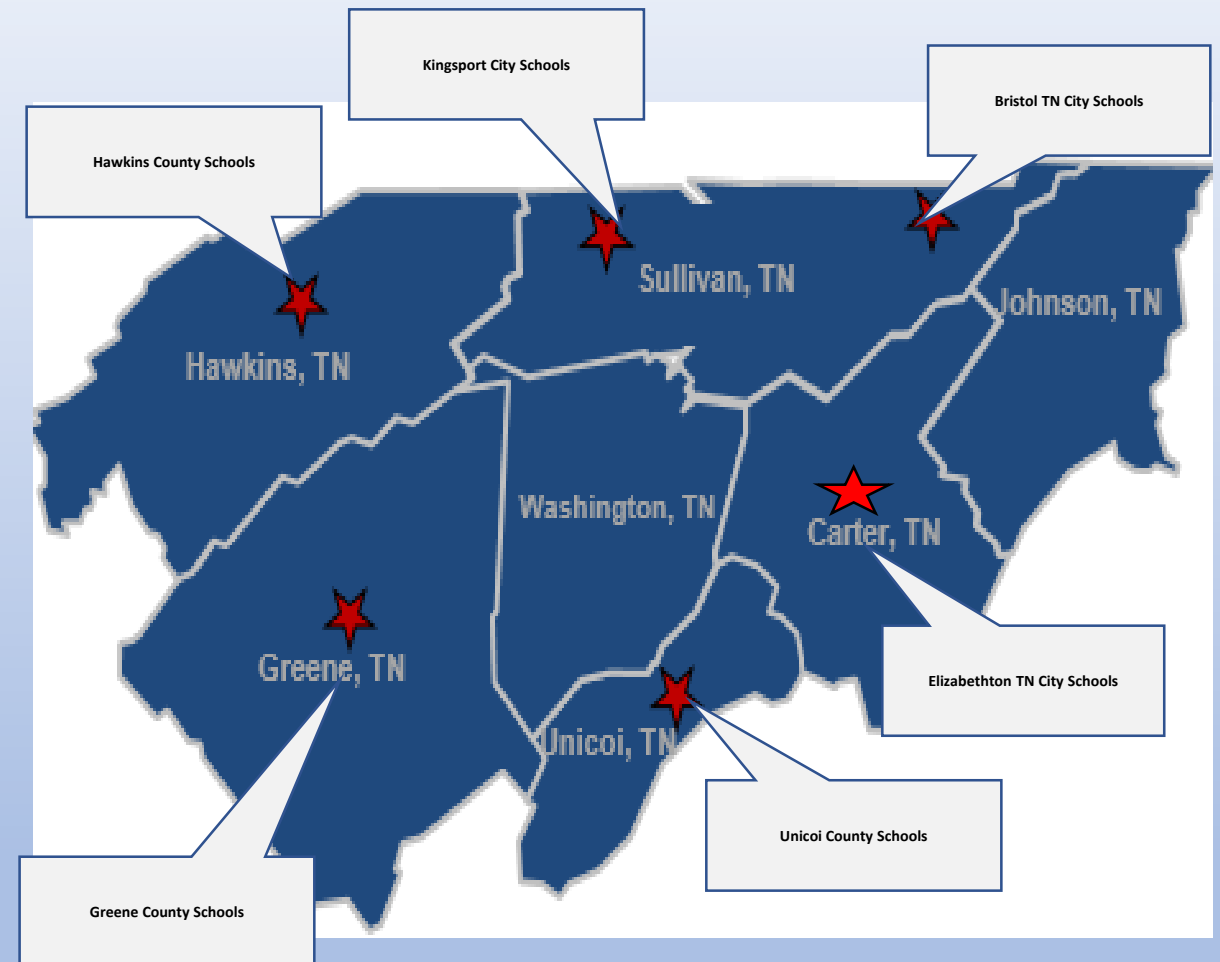 Kingsport City Schools
Bristol TN City Schools
Hawkins County Schools
Sullivan, TN
Johnson, TN
Hawkins, TN
Washington, TN
Carter, TN
Greene, TN
Elizabethton TN City Schools
Unicoi, TN
Unicoi County Schools
Greene County Schools